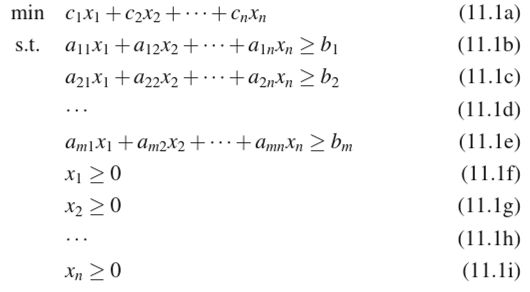 min c₁x₁ + c₂x₂ + ⋯ + cₙxₙ (11.1a)
s.t. a₁₁x₁ + a₁₂x₂ + ⋯ + a₁ₙxₙ ≥ b₁ (11.1b)
a₂₁x₁ + a₂₂x₂ + ⋯ + a₂ₙxₙ ≥ b₂ (11.1c)
⋯ (11.1d)
aₘ₁x₁ + aₘ₂x₂ + ⋯ + aₘₙxₙ ≥ bₘ (11.1e)
x₁ ≥ 0 (11.1f)
x₂ ≥ 0 (11.1g)
⋯ (11.1h)
xₙ ≥ 0 (11.1i)